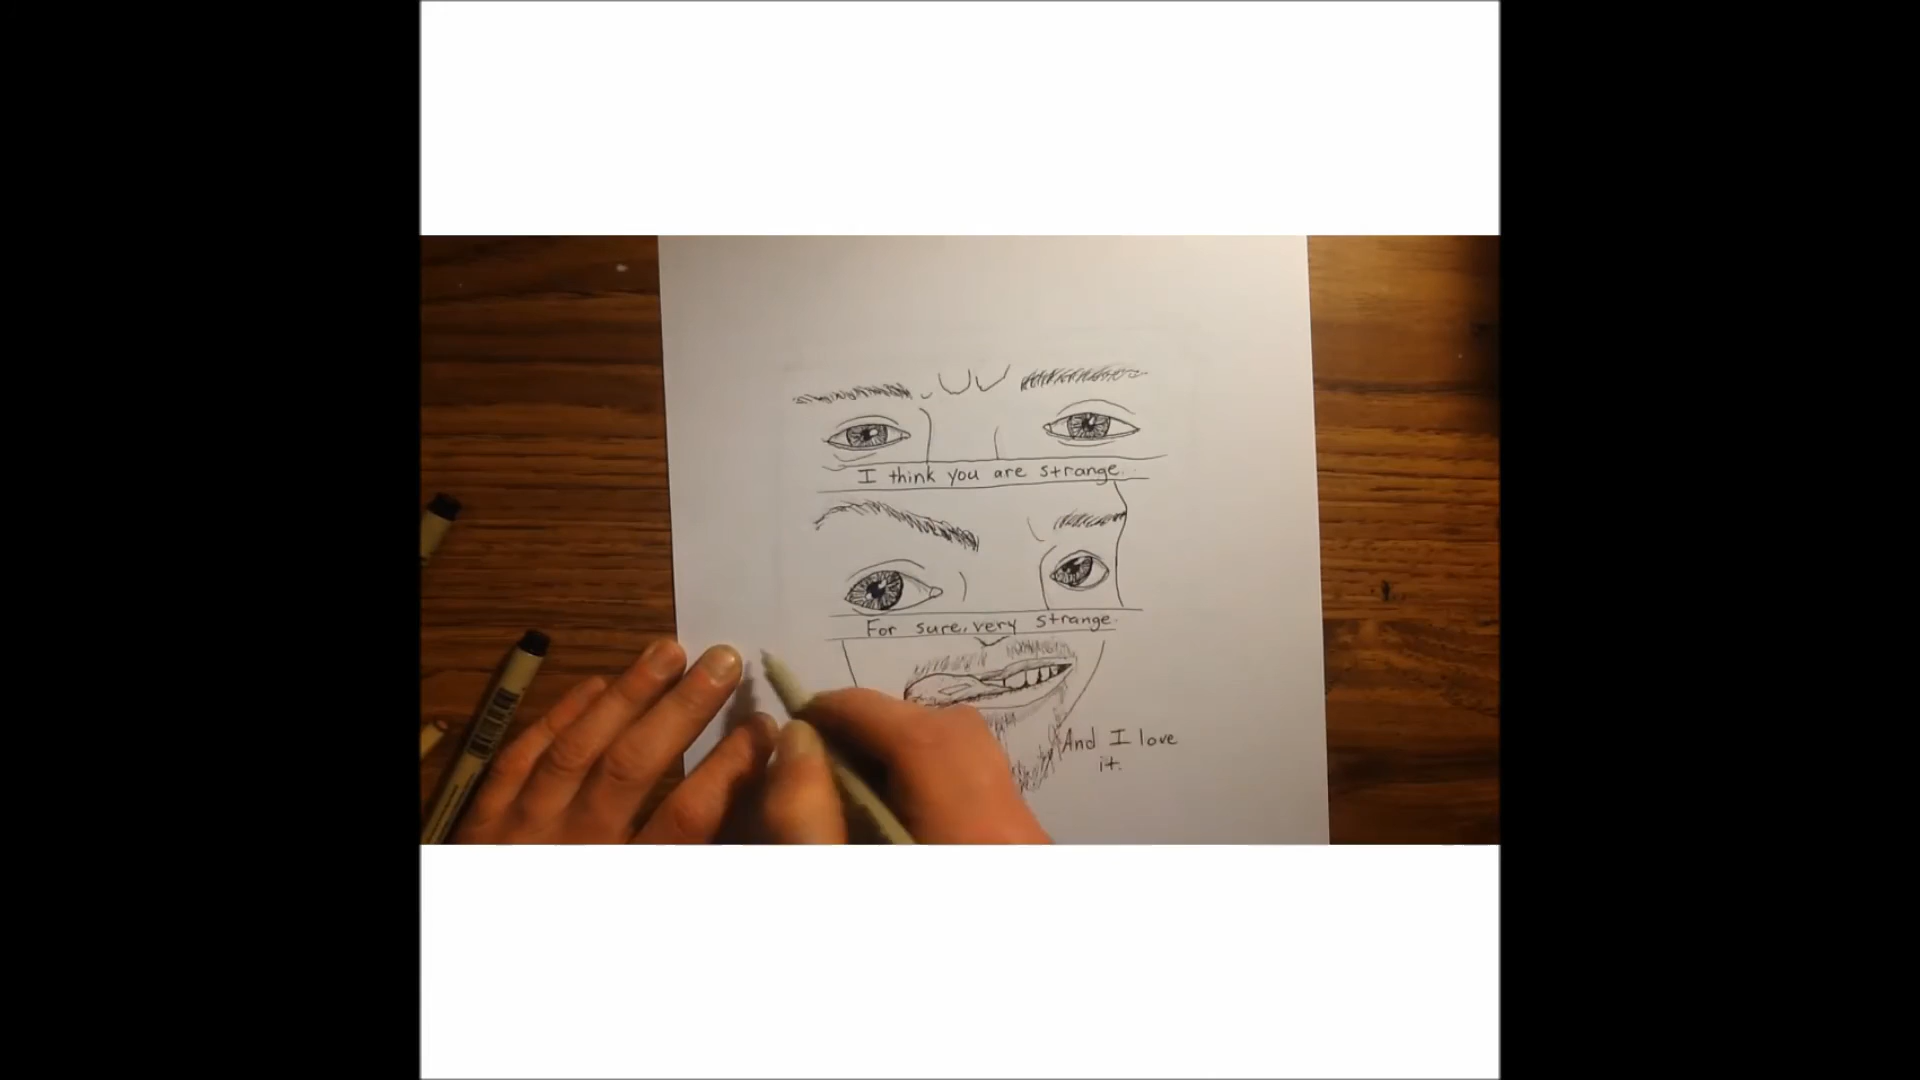 I think you are strange.
For sure, very strange.
And I love
it.